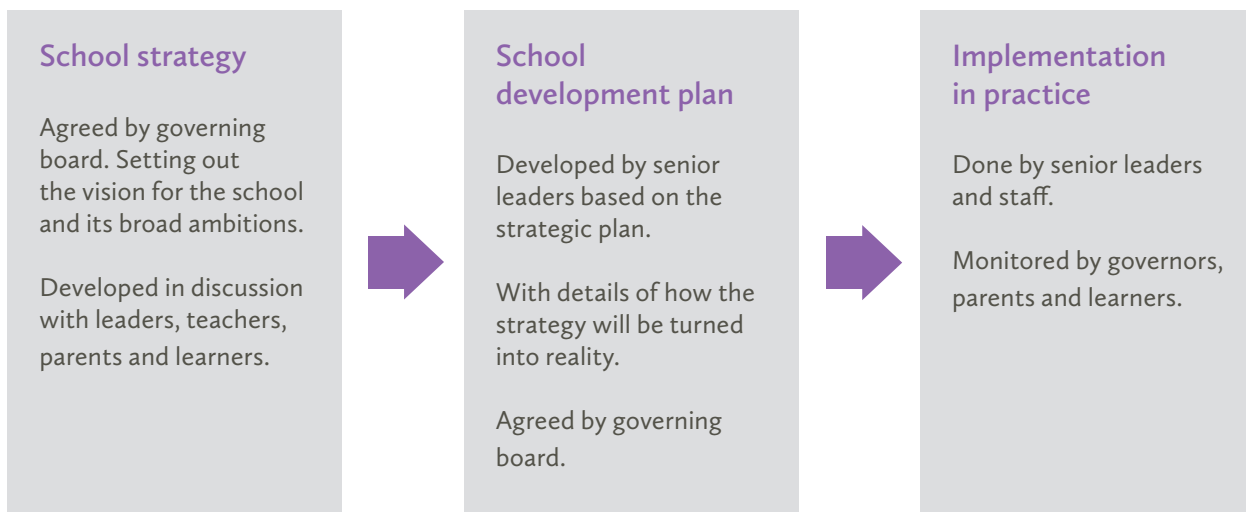 School strategy
Agreed by governing
board. Setting out
the vision for the school
and its broad ambitions.
Developed in discussion
with leaders, teachers,
parents and learners.
School
development plan
Developed by senior
leaders based on the
strategic plan.
With details of how the
strategy will be turned
into reality.
Agreed by governing
board.
Implementation
in practice
Done by senior leaders
and staff.
Monitored by governors,
parents and learners.